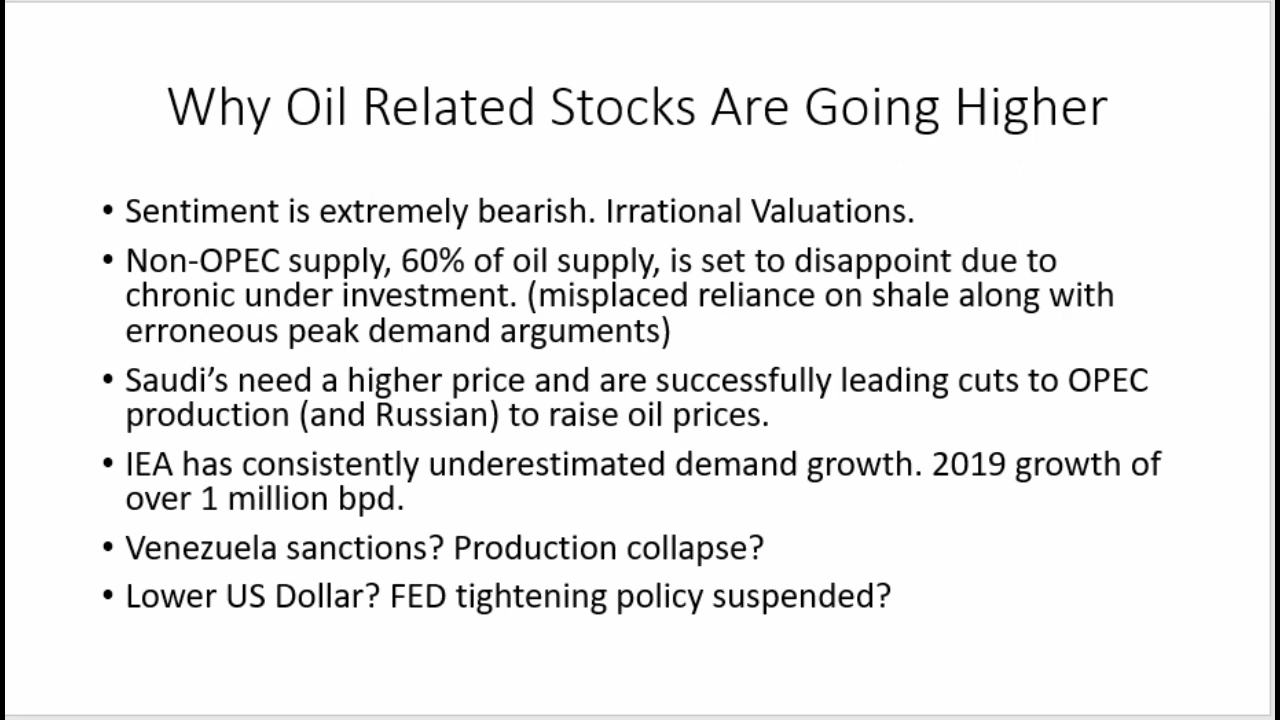 Why Oil Related Stocks Are Going Higher
• Sentiment is extremely bearish. Irrational Valuations.
• Non-OPEC supply, 60% of oil supply, is set to disappoint due to
chronic under investment. (misplaced reliance on shale along with
erroneous peak demand arguments)
• Saudi’s need a higher price and are successfully leading cuts to OPEC
production (and Russian) to raise oil prices.
• IEA has consistently underestimated demand growth. 2019 growth of
over 1 million bpd.
• Venezuela sanctions? Production collapse?
• Lower US Dollar? FED tightening policy suspended?